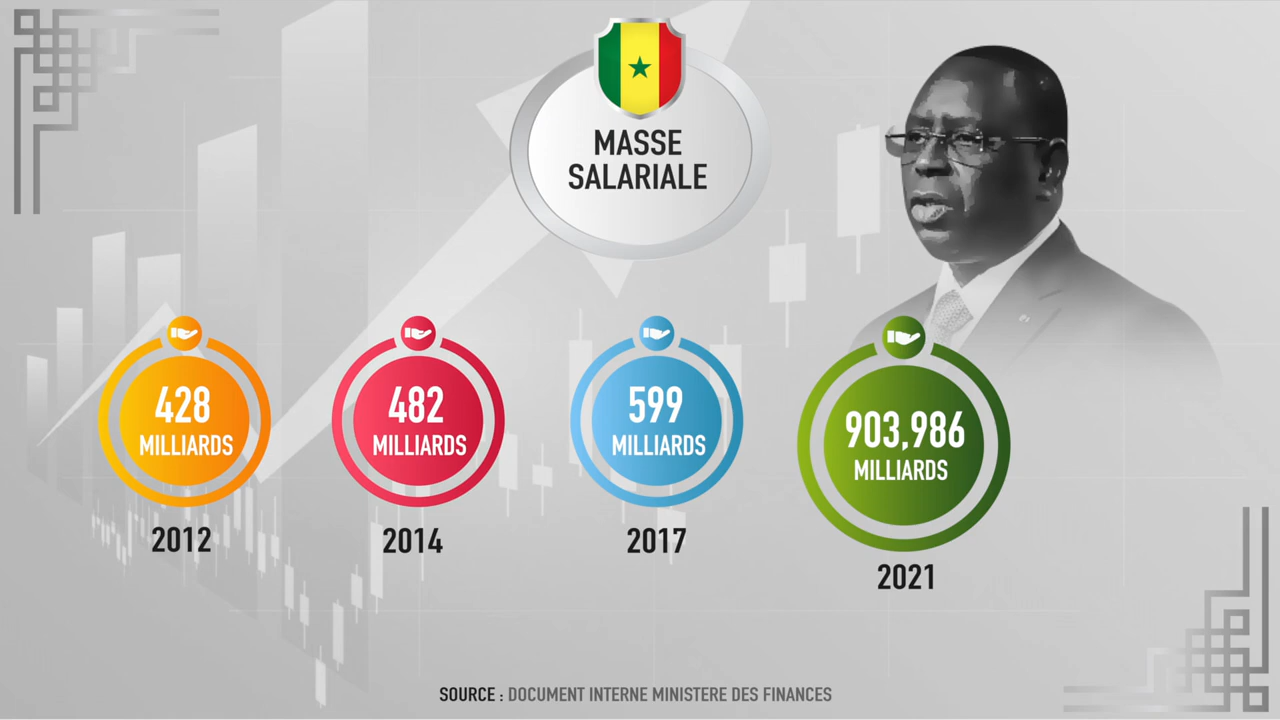 MASSE
SALARIALE
428
MILLIARDS
2012
482
MILLIARDS
2014
599
MILLIARDS
2017
903,986
MILLIARDS
2021
SOURCE : DOCUMENT INTERNE MINISTERE DES FINANCES